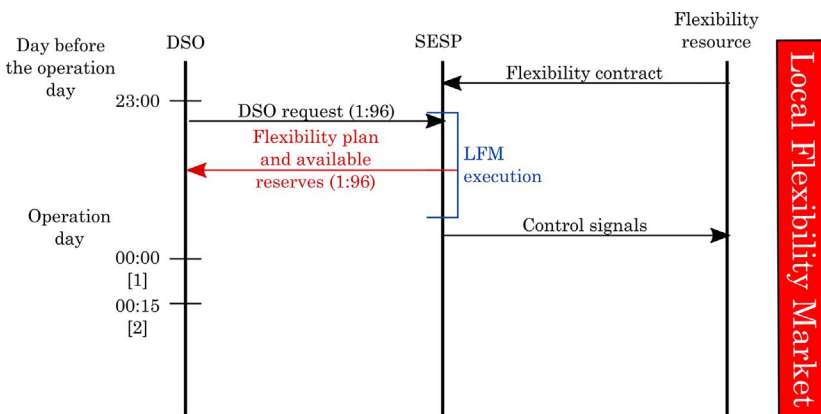 Day before
the operation
day
DSO
SESP
Flexibility
resource
Flexibility contract
23:00
DSO request (1:96)
Flexibility plan
and available
reserves (1:96)
LFM
execution
Operation
day
Control signals
00:00
[1]
00:15
[2]
Local Flexibility Market